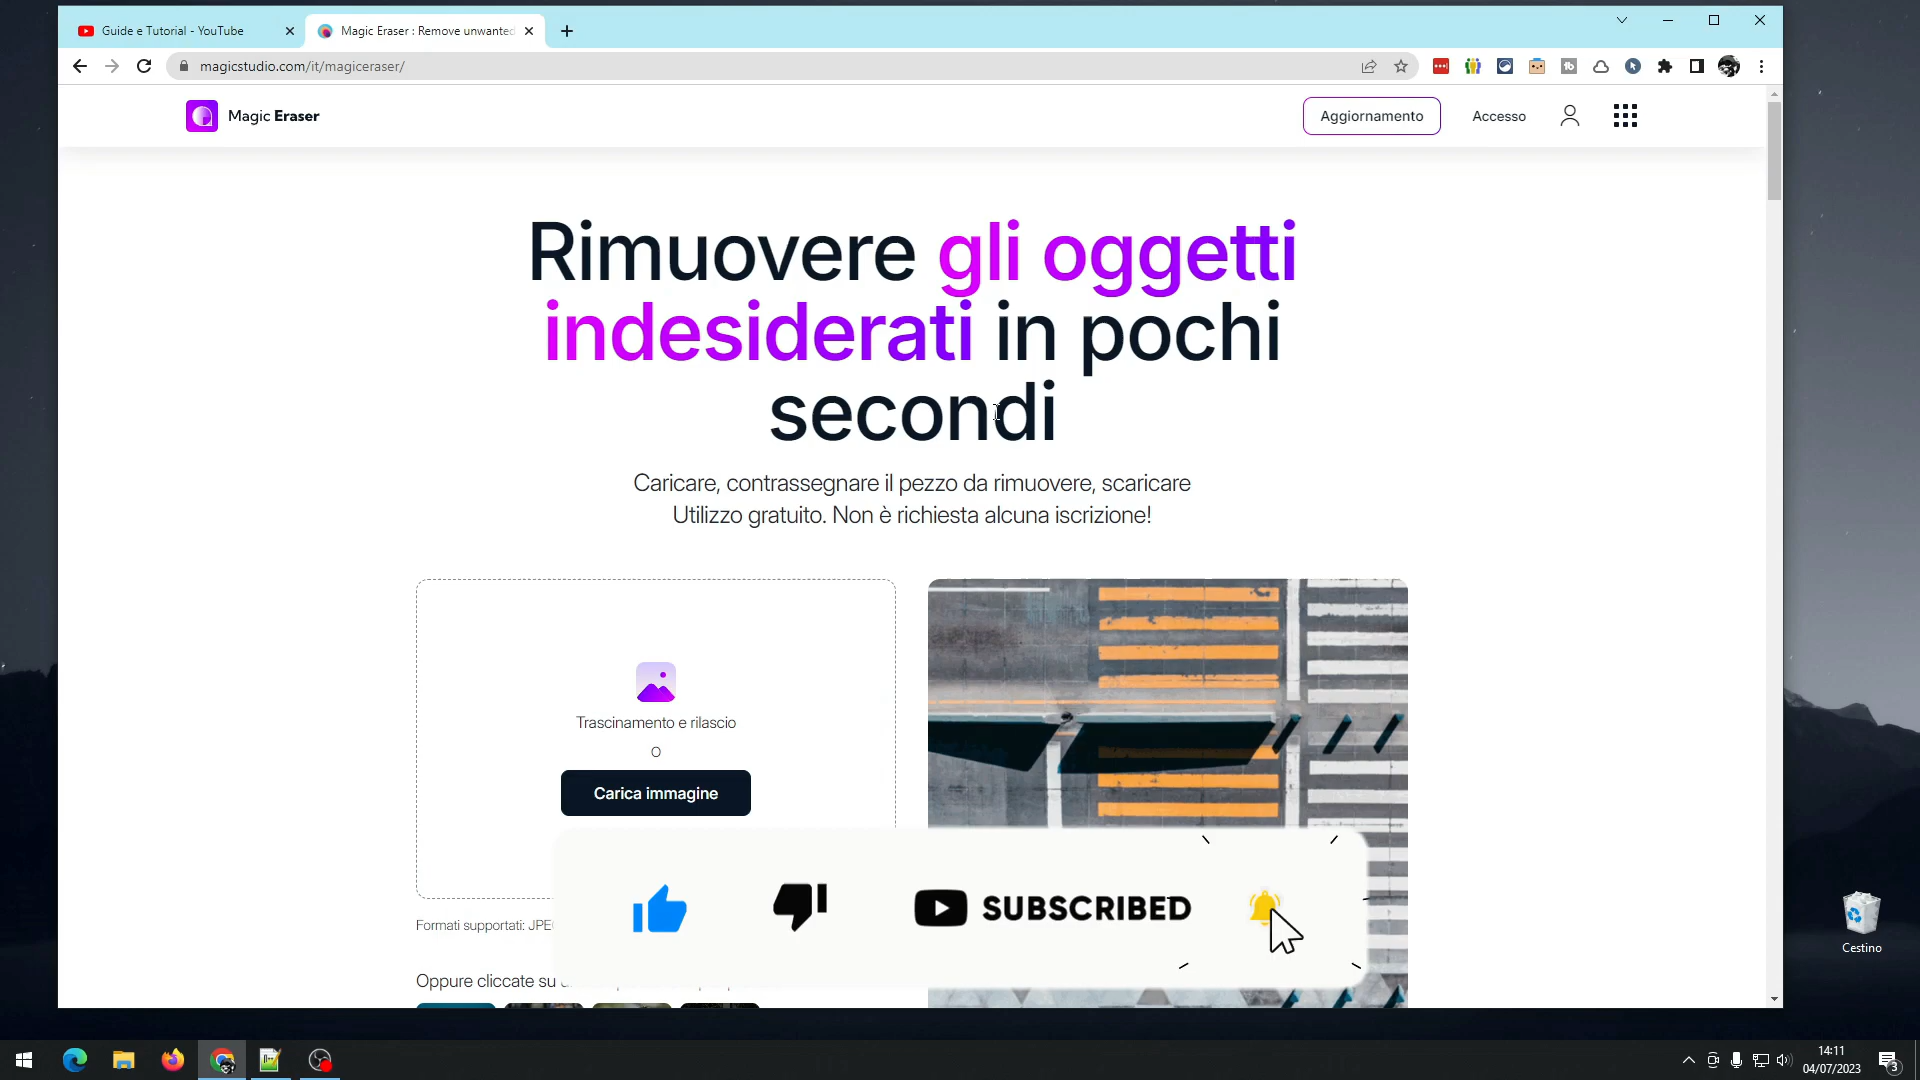 Guide e Tutorial - YouTube
Magic Eraser : Remove unwanted
magicstudio.com/it/magiceraser/
Magic Eraser
Aggiornamento
Accesso
Rimuovere gli oggetti
indesiderati in pochi
secondi
Caricare, contrassegnare il pezzo da rimuovere, scaricare
Utilizzo gratuito. Non è richiesta alcuna iscrizione!
Trascinamento e rilascio
O
Carica immagine
Formati supportati: JPE
Oppure cliccate su
SUBSCRIBED
Cestino
14:11
04/07/2023
3